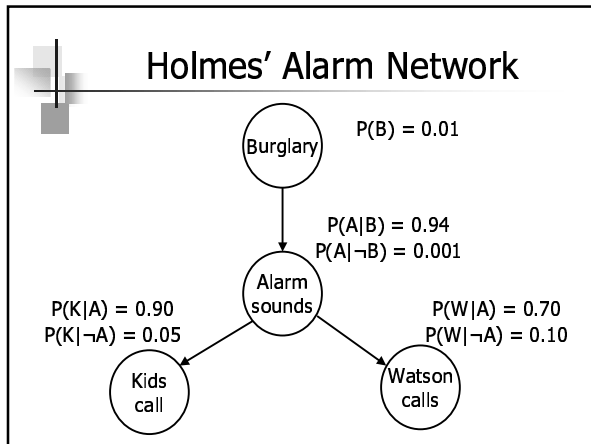 Holmes’ Alarm Network
Burglary
P(B) = 0.01
P(A|B) = 0.94
P(A|¬B) = 0.001
Alarm
sounds
P(K|A) = 0.90
P(K|¬A) = 0.05
P(W|A) = 0.70
P(W|¬A) = 0.10
Kids
call
Watson
calls